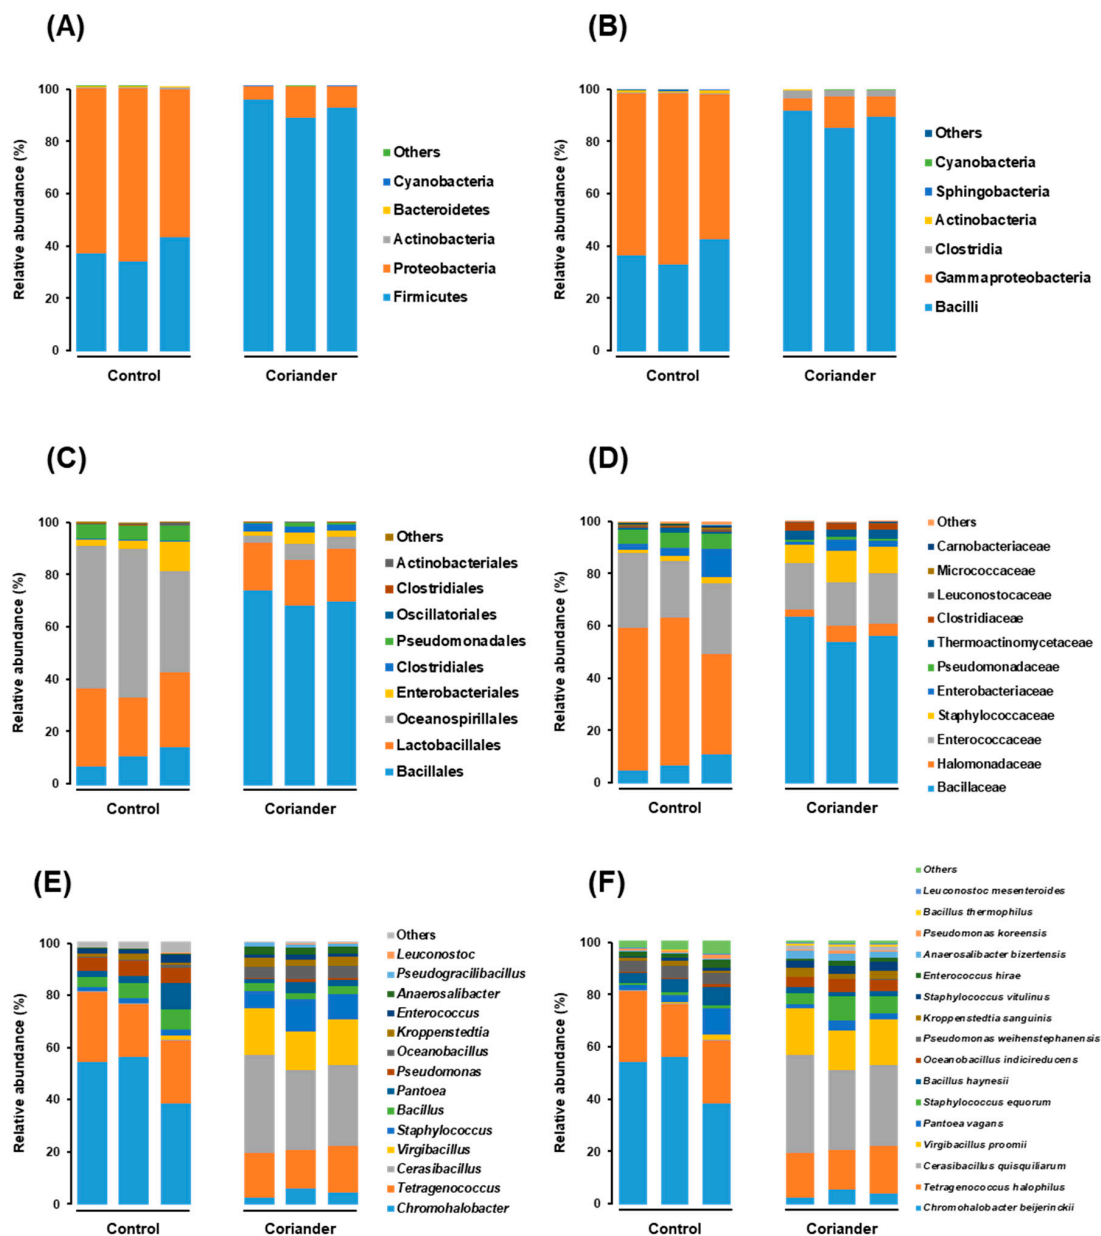 (A)
Relative abundance (%)
100
80
60
40
20
0
Control
Coriander
Others
Cyanobacteria
Bacteroidetes
Actinobacteria
Proteobacteria
Firmicutes
(B)
Relative abundance (%)
100
80
60
40
20
0
Control
Coriander
Others
Cyanobacteria
Sphingobacteria
Actinobacteria
Clostridia
Gammaproteobacteria
Bacilli
(C)
Relative abundance (%)
100
80
60
40
20
0
Control
Coriander
Others
Actinobacteriales
Clostridiales
Oscillatoriales
Pseudomonadales
Clostridiales
Enterobacteriales
Oceanospirillales
Lactobacillales
Bacillales
(D)
Relative abundance (%)
100
80
60
40
20
0
Control
Coriander
Others
Carnobacteriaceae
Micrococcaceae
Leuconostocaceae
Clostridiaceae
Thermoactinomycetaceae
Pseudomonadaceae
Enterobacteriaceae
Staphylococcaceae
Enterococcaceae
Halomonadaceae
Bacillaceae
(E)
Relative abundance (%)
100
80
60
40
20
0
Control
Coriander
Others
Leuconostoc
Pseudogracilibacillus
Anaerosalibacter
Enterococcus
Kroppenstedtia
Oceanobacillus
Pseudomonas
Pantoea
Bacillus
Staphylococcus
Virgibacillus
Cerasibacillus
Tetragenococcus
Chromohalobacter
(F)
Relative abundance (%)
100
80
60
40
20
0
Control
Coriander
Others
Leuconostoc mesenteroides
Bacillus thermophilus
Pseudomonas koreensis
Anaerosalibacter bizertensis
Enterococcus hirae
Staphylococcus vitulinus
Kroppenstedtia sanguinis
Pseudomonas weihenstephanensis
Oceanobacillus indicireducens
Bacillus haynesii
Staphylococcus equorum
Pantoea vagans
Virgibacillus proomii
Cerasibacillus quisquiliarum
Tetragenococcus halophilus
Chromohalobacter beijerinckii